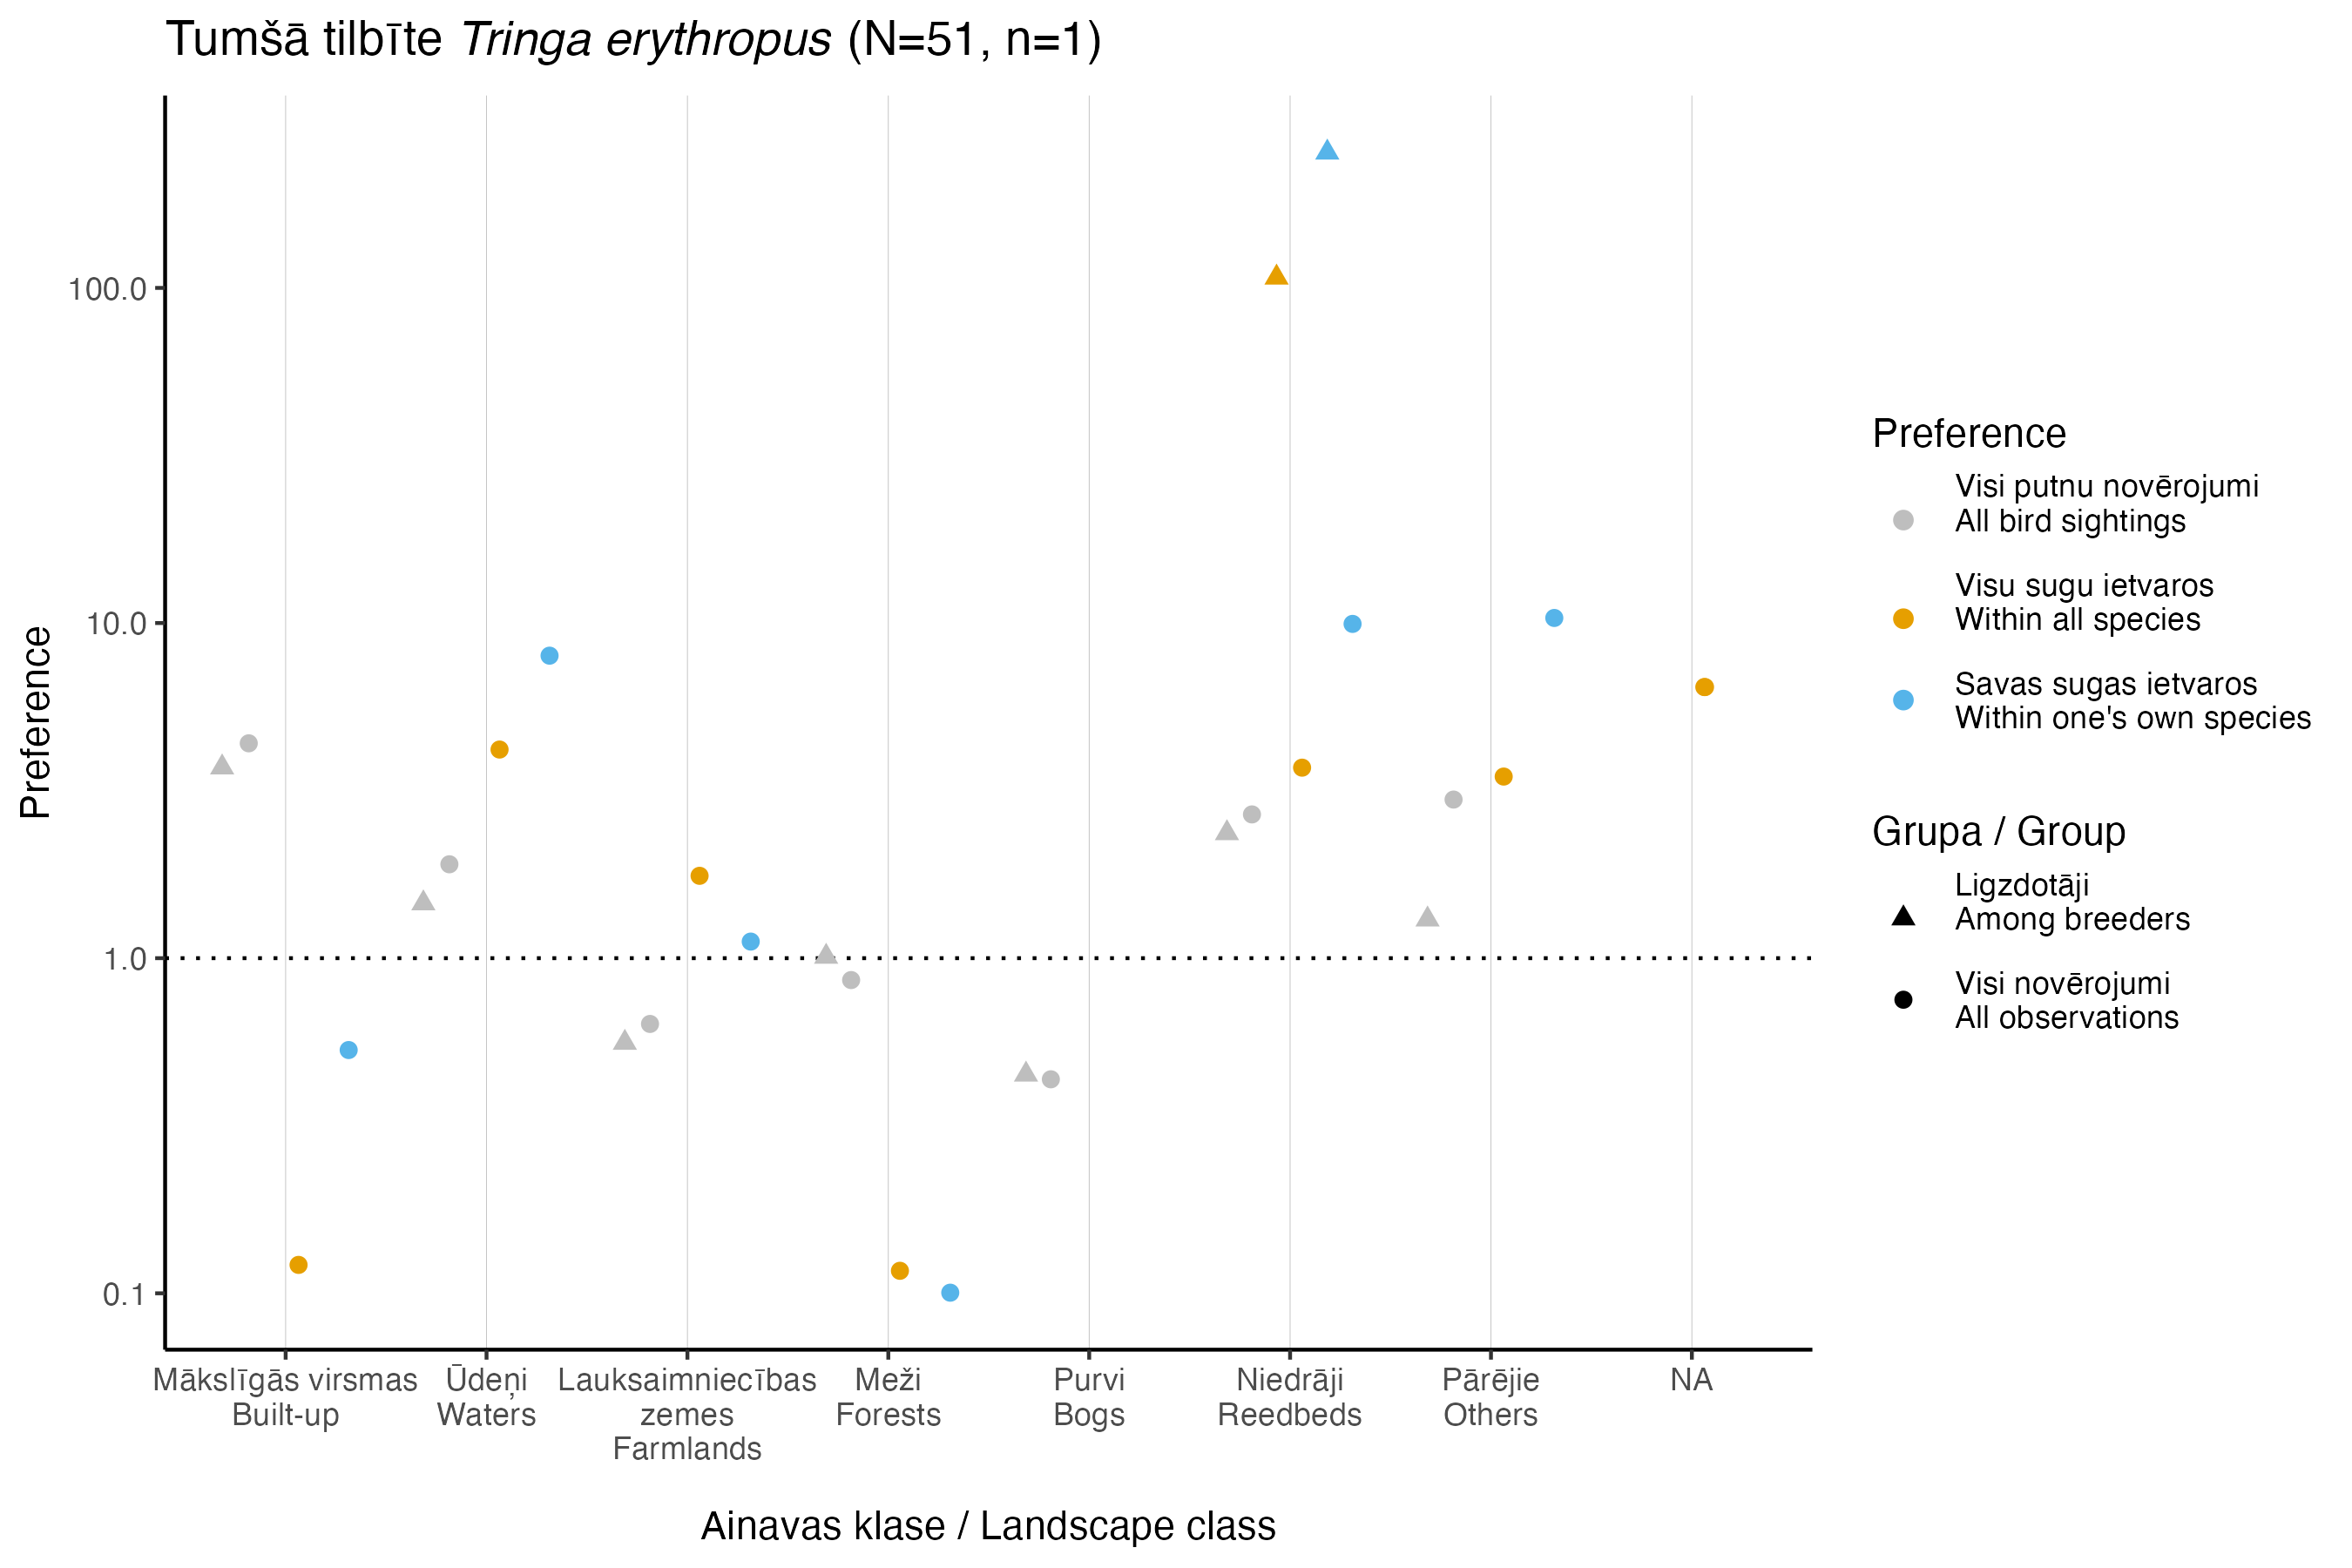 Tumšā tilbīte Tringa erythropus (N=51, n=1)
Preference
100.0
10.0
1.0
0.1
Mākslīgās virsmas
Built-up
Ūdeņi
Waters
Lauksaimniecības
zemes
Farmlands
Meži
Forests
Purvi
Bogs
Niedrāji
Reedbeds
Pārējie
Others
NA
Ainavas klase / Landscape class
Preference
Visi putnu novērojumi
All bird sightings
Visu sugu ietvaros
Within all species
Savas sugas ietvaros
Within one's own species
Grupa / Group
Ligzdotāji
Among breeders
Visi novērojumi
All observations